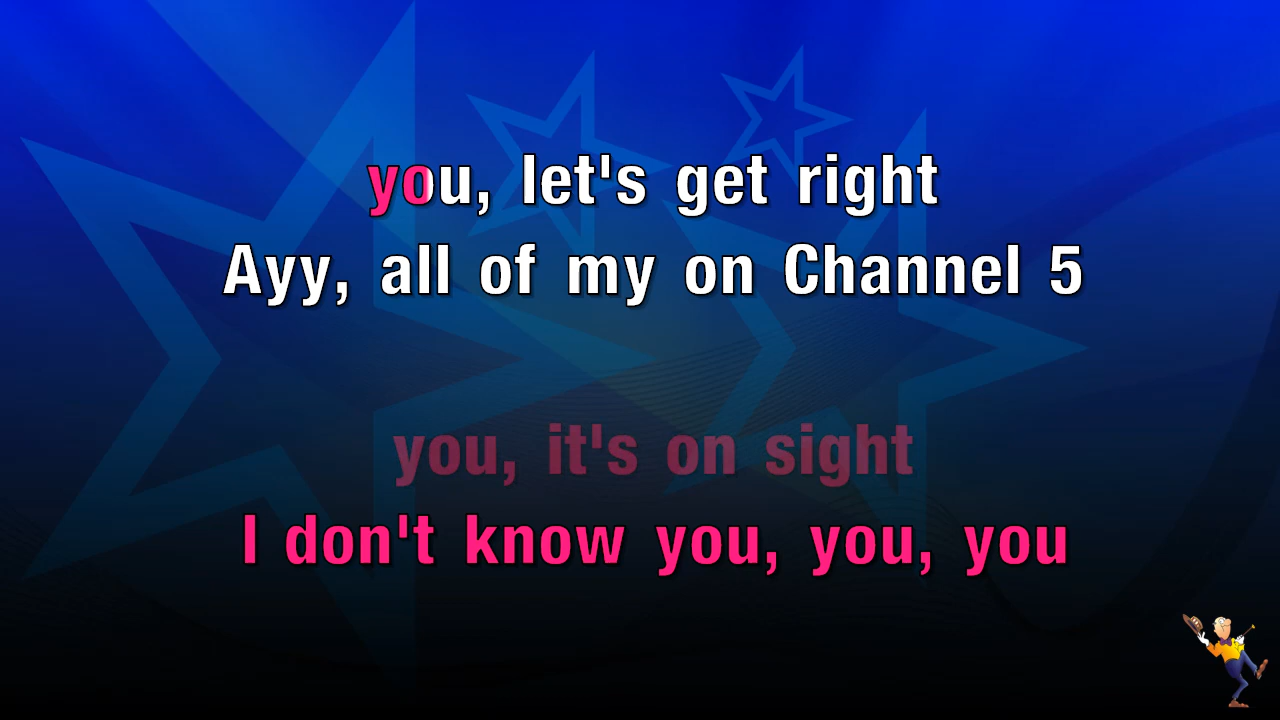 you, let's get right
Ayy, all of my on Channel 5
you, it's on sight
I don't know you, you, you